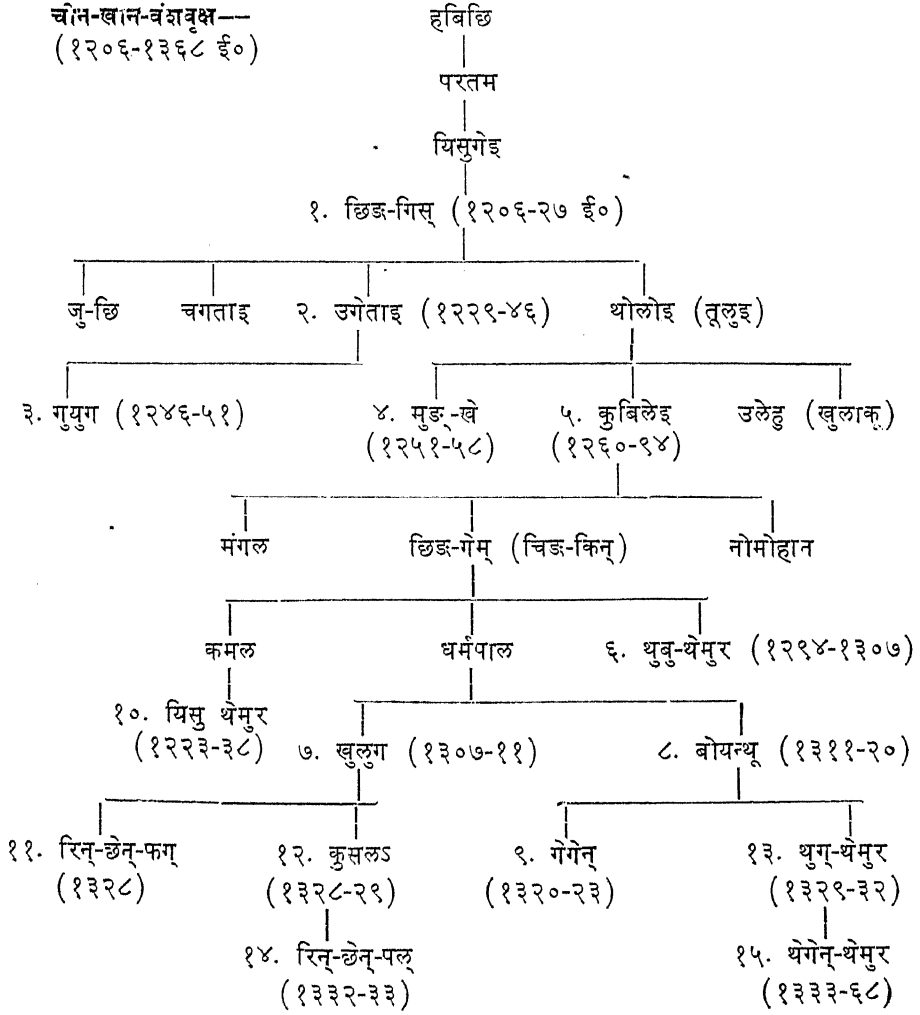 चीन-खान-वंशवृक्ष—
(१२०६-१३६८ ई०)
हबिछि
परतम
यिसुगेइ
१. छिङ-गिस् (१२०६-२७ ई०)
जु-छि चगताइ २. उगेताइ (१२२९-४६) थोलोइ (तूलुइ)
३. गुयुग (१२४६-५१) ४. मुङ्-खे ५. कुबिलेइ उलेहु (खुलाकू)
(१२५१-५८) (१२६०-९४)
मंगल छिङ-गेम् (चिङ-किन्) नोमोहान
कमल धर्मपाल ६. थुबु-थेमुर (१२९४-१३०७)
१०. यिसु थेमुर
(१२२३-३८) ७. खुलुग (१३०७-११) ८. बोयन्थू (१३११-२०)
११. रिन्-छेन्-फग् १२. कुसलऽ ९. गेगेन् १३. थुग्-थेमुर
(१३२८) (१३२८-२९) (१३२०-२३) (१३२९-३२)
१४. रिन्-छेन्-पल् १५. थेगेन्-थेमुर
(१३३२-३३) (१३३३-६८)